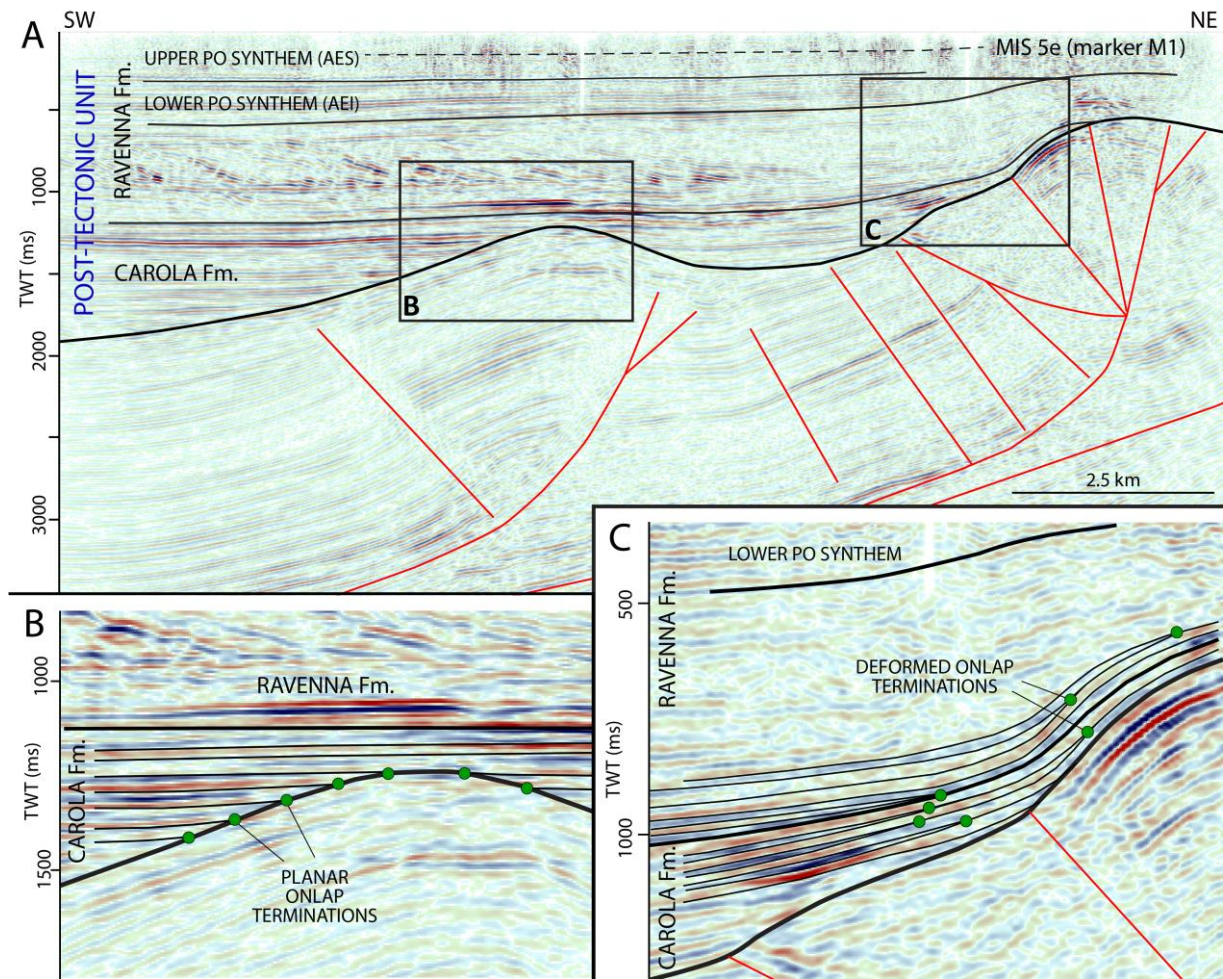 SW
NE
A
UPPER PO SYNTHEM (AES)
MIS 5e (marker M1)
LOWER PO SYNTHEM (AEI)
RAVENNA Fm.
POST-TECTONIC UNIT
CAROLA Fm.
TWT (ms)
1000
2000
3000
B
C
2.5 km
B
RAVENNA Fm.
CAROLA Fm.
TWT (ms)
1000
1500
PLANAR
ONLAP
TERMINATIONS
C
LOWER PO SYNTHEM
RAVENNA Fm.
CAROLA Fm.
TWT (ms)
500
1000
DEFORMED ONLAP
TERMINATIONS